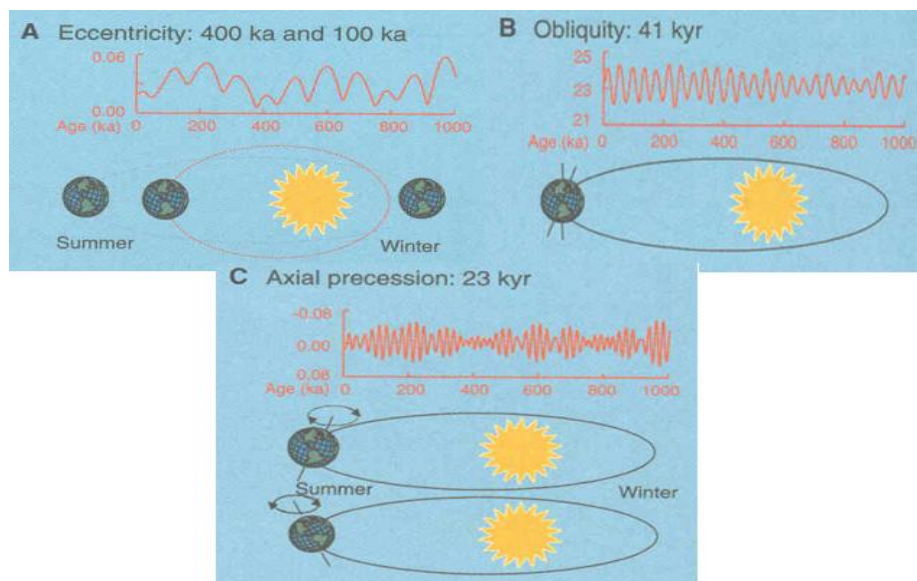 A Eccentricity: 400 ka and 100 ka
0.06
0.00
Age (ka) 0 200 400 600 800 1000
Summer
Winter
B Obliquity: 41 kyr
25
23
21
Age (ka) 0 200 400 600 800 1000
C Axial precession: 23 kyr
-0.08
0.00
0.08
Age (ka) 0 200 400 600 800 1000
Summer
Winter